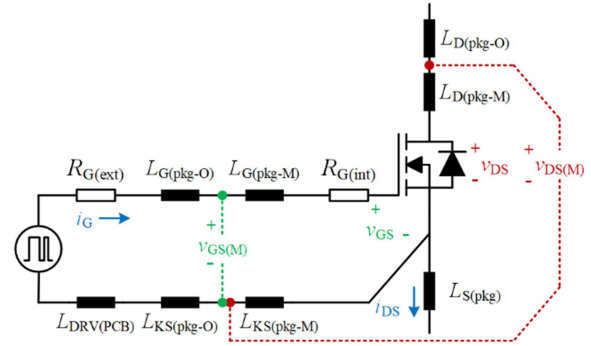 L_D(pkg-O)
L_D(pkg-M)
R_G(ext) L_G(pkg-O) L_G(pkg-M) R_G(int)
+ v_DS - + v_DS(M) -
i_G
+ v_GS -
+ v_GS(M) -
i_DS L_S(pkg)
L_DRV(PCB) L_KS(pkg-O) L_KS(pkg-M)